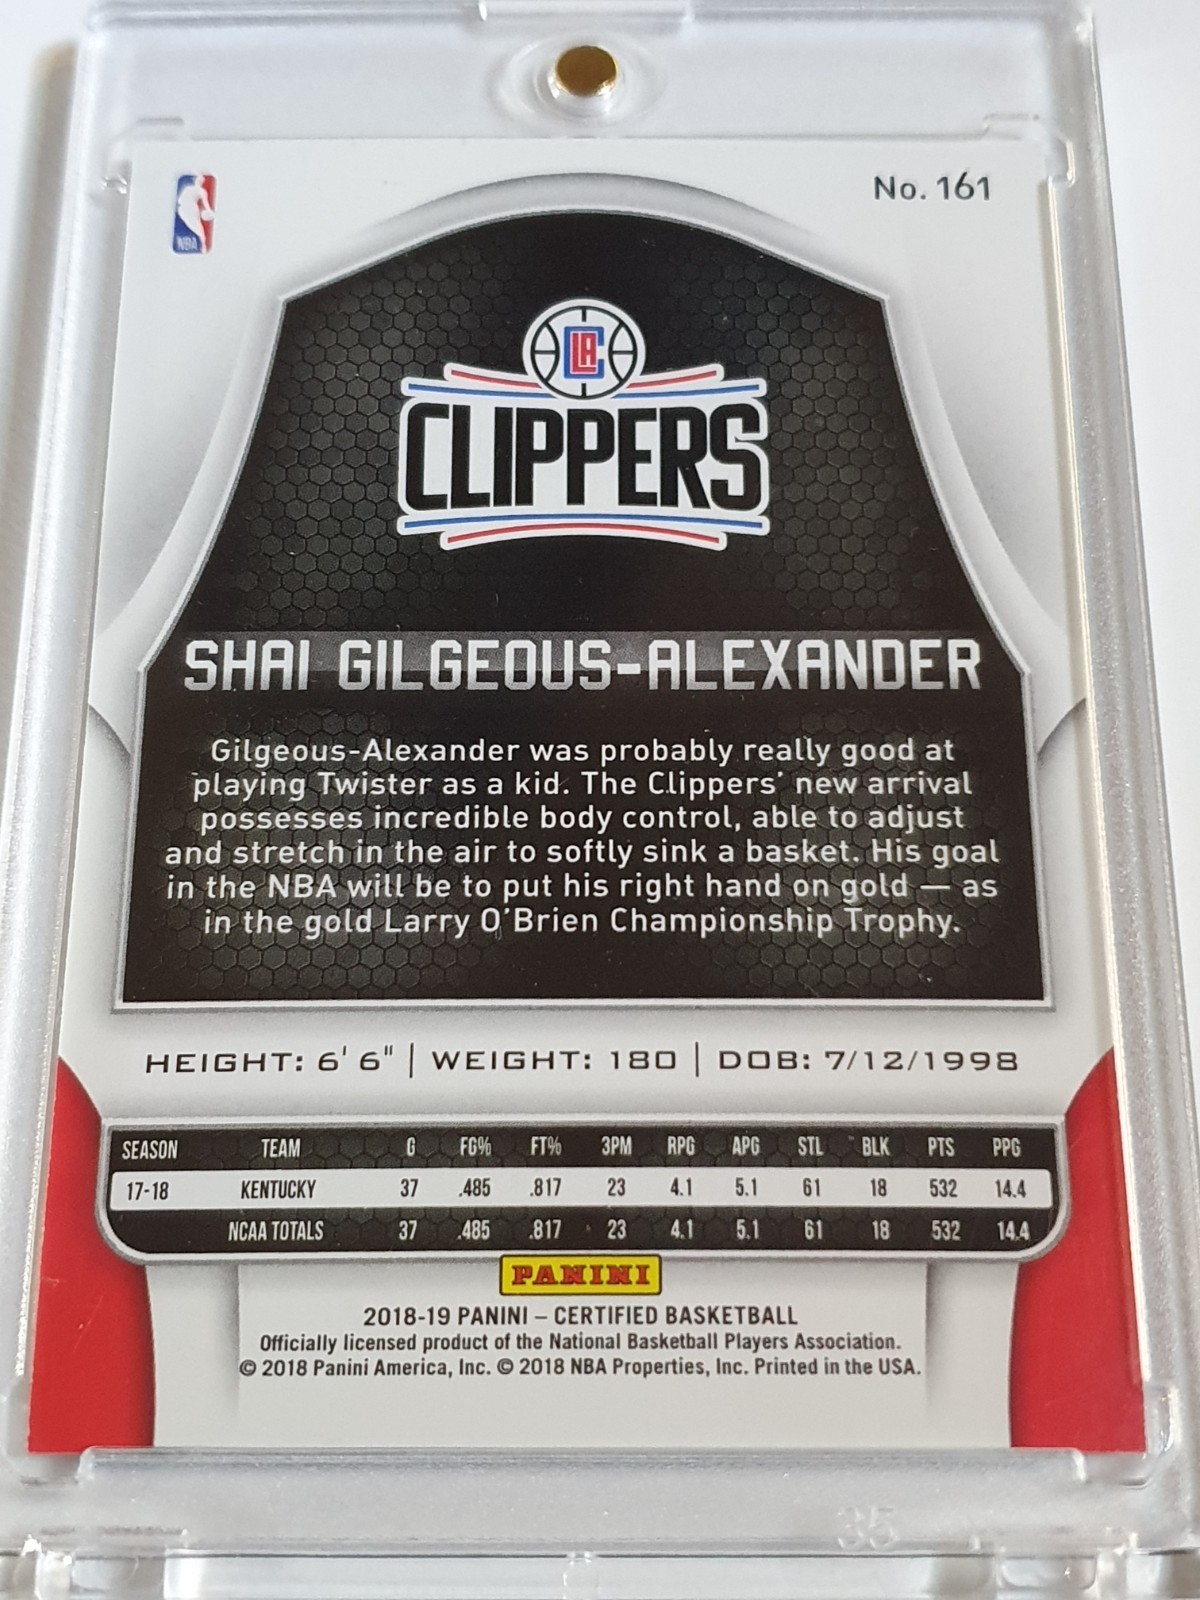 No. 161
NBA
LAC
CLIPPERS
SHAI GILGEOUS-ALEXANDER
Gilgeous-Alexander was probably really good at
playing Twister as a kid. The Clippers' new arrival
possesses incredible body control, able to adjust
and stretch in the air to softly sink a basket. His goal
in the NBA will be to put his right hand on gold — as
in the gold Larry O'Brien Championship Trophy.
HEIGHT: 6' 6" | WEIGHT: 180 | DOB: 7/12/1998
SEASON TEAM G FG% FT% 3PM RPG APG STL BLK PTS PPG
17-18 KENTUCKY 37 .485 .817 23 4.1 5.1 61 18 532 14.4
NCAA TOTALS 37 .485 .817 23 4.1 5.1 61 18 532 14.4
PANINI
2018-19 PANINI – CERTIFIED BASKETBALL
Officially licensed product of the National Basketball Players Association.
© 2018 Panini America, Inc. © 2018 NBA Properties, Inc. Printed in the USA.
35